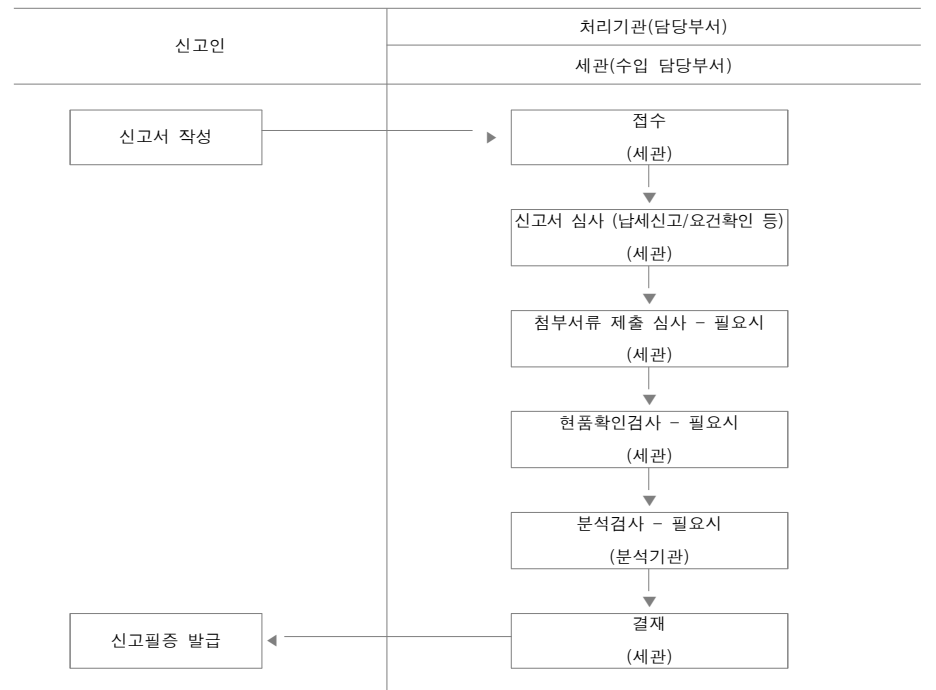 신고인
처리기관(담당부서)
세관(수입 담당부서)
신고서 작성
접수
(세관)
신고서 심사 (납세신고/요건확인 등)
(세관)
첨부서류 제출 심사 – 필요시
(세관)
현품확인검사 – 필요시
(세관)
분석검사 – 필요시
(분석기관)
신고필증 발급
결재
(세관)